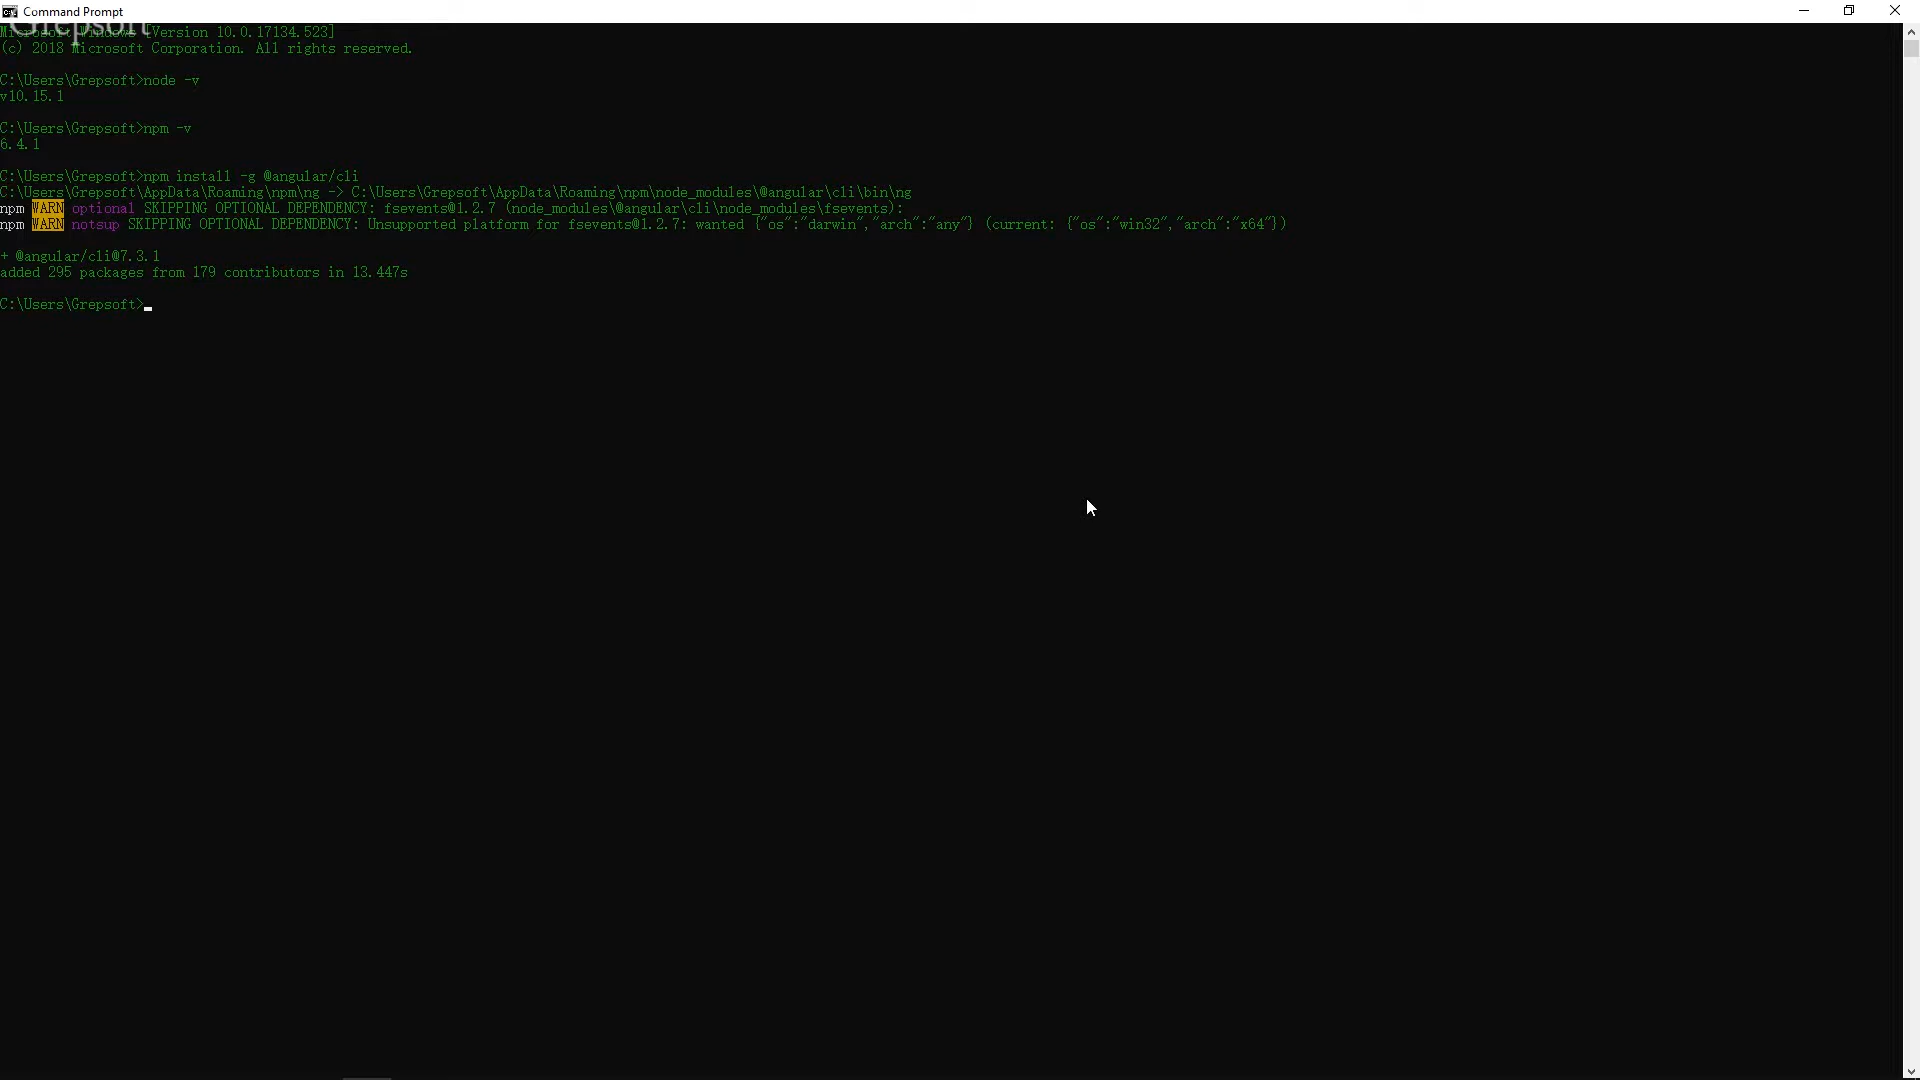 Command Prompt
Grepsoft
Microsoft Windows [Version 10.0.17134.523]
(c) 2018 Microsoft Corporation. All rights reserved.
C:\Users\Grepsoft>node -v
v10.15.1
C:\Users\Grepsoft>npm -v
6.4.1
C:\Users\Grepsoft>npm install -g @angular/cli
C:\Users\Grepsoft\AppData\Roaming\npm\ng -> C:\Users\Grepsoft\AppData\Roaming\npm\node_modules\@angular\cli\bin\ng
npm WARN optional SKIPPING OPTIONAL DEPENDENCY: fsevents@1.2.7 (node_modules\@angular\cli\node_modules\fsevents):
npm WARN notsup SKIPPING OPTIONAL DEPENDENCY: Unsupported platform for fsevents@1.2.7: wanted {"os":"darwin","arch":"any"} (current: {"os":"win32","arch":"x64"})
+ @angular/cli@7.3.1
added 295 packages from 179 contributors in 13.447s
C:\Users\Grepsoft>